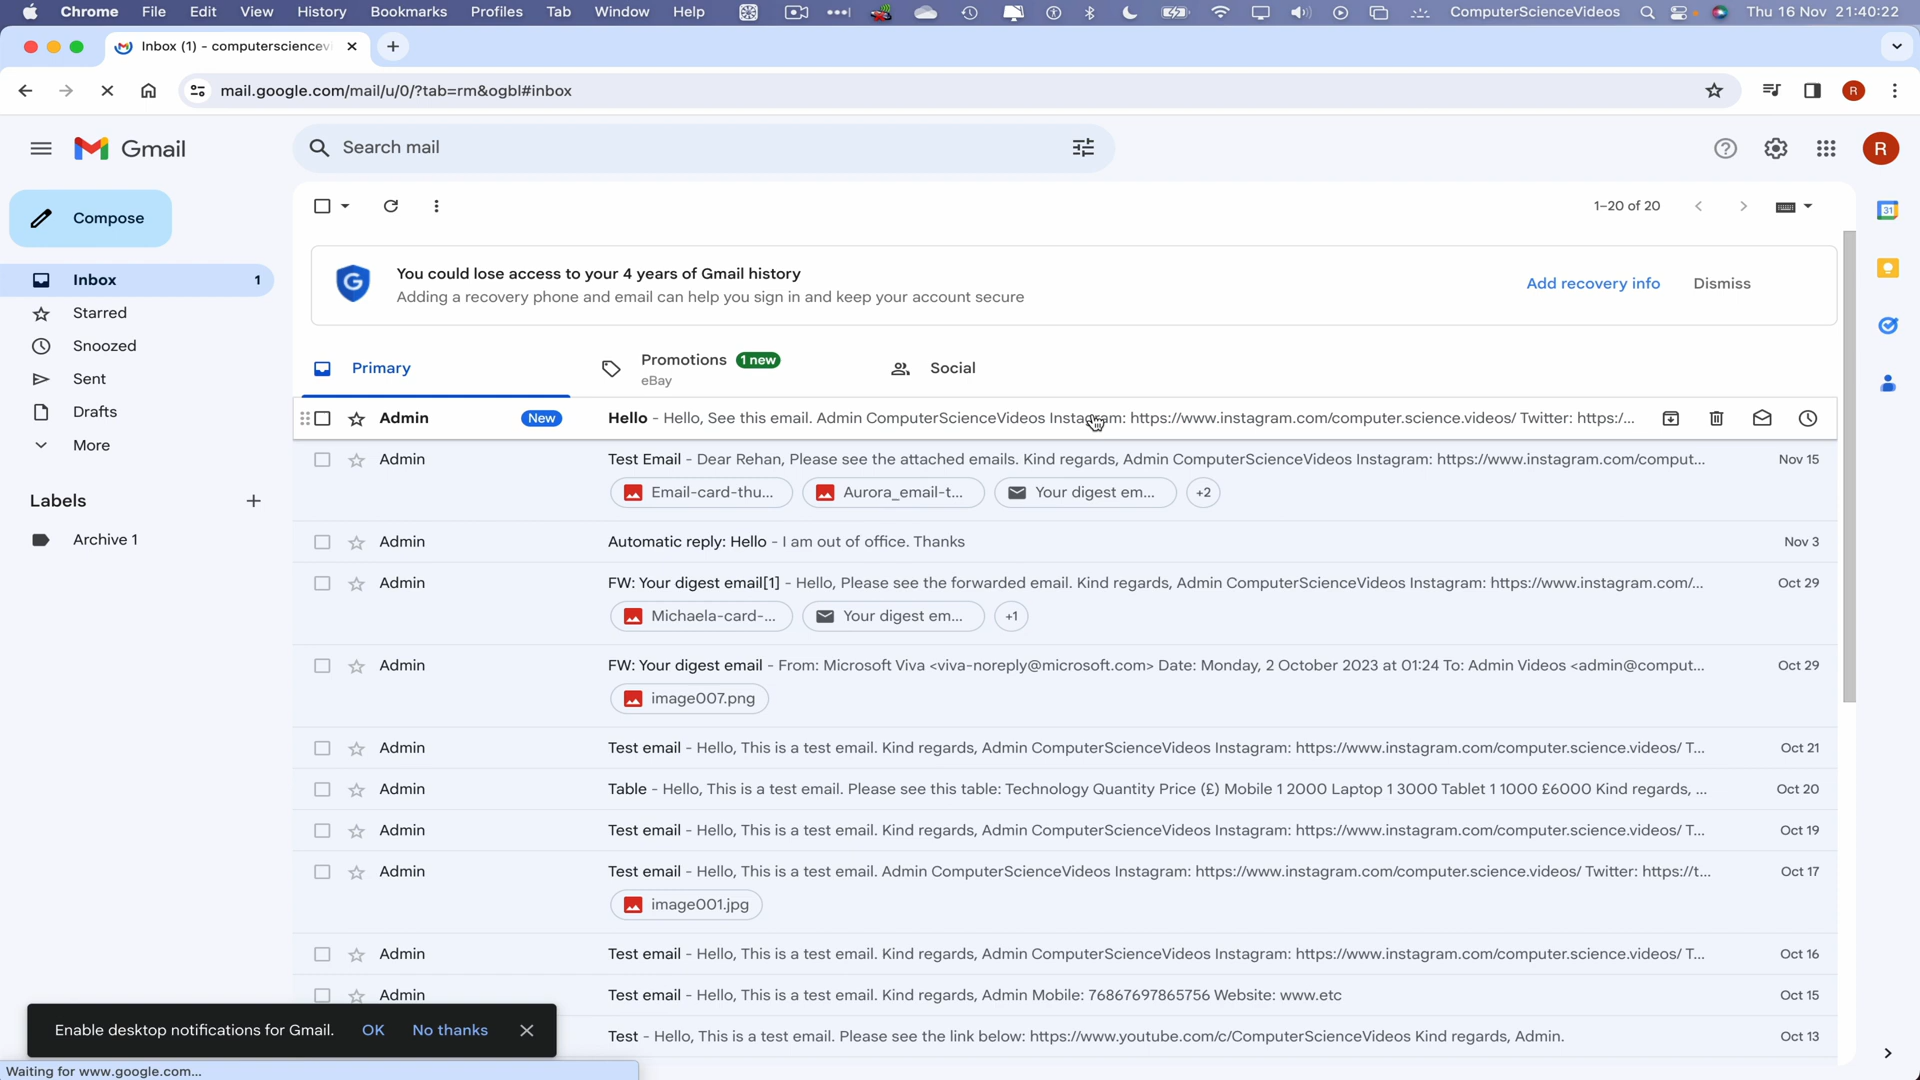 Chrome File Edit View History Bookmarks Profiles Tab Window Help ComputerScienceVideos Thu 16 Nov 21:40:22
Inbox (1) - computersciencev
mail.google.com/mail/u/0/?tab=rm&ogbl#inbox R
Gmail Search mail R
Compose
1–20 of 20
31
Inbox 1
Starred
Snoozed
Sent
Drafts
More
Labels
Archive 1
G
You could lose access to your 4 years of Gmail history
Adding a recovery phone and email can help you sign in and keep your account secure
Add recovery info Dismiss
Primary Promotions 1 new Social
eBay
Admin New Hello - Hello, See this email. Admin ComputerScienceVideos Instagram: https://www.instagram.com/computer.science.videos/ Twitter: https:/...
Admin Test Email - Dear Rehan, Please see the attached emails. Kind regards, Admin ComputerScienceVideos Instagram: https://www.instagram.com/comput... Nov 15
Email-card-thu... Aurora_email-t... Your digest em... +2
Admin Automatic reply: Hello - I am out of office. Thanks Nov 3
Admin FW: Your digest email[1] - Hello, Please see the forwarded email. Kind regards, Admin ComputerScienceVideos Instagram: https://www.instagram.com/... Oct 29
Michaela-card-... Your digest em... +1
Admin FW: Your digest email - From: Microsoft Viva <viva-noreply@microsoft.com> Date: Monday, 2 October 2023 at 01:24 To: Admin Videos <admin@comput... Oct 29
image007.png
Admin Test email - Hello, This is a test email. Kind regards, Admin ComputerScienceVideos Instagram: https://www.instagram.com/computer.science.videos/ T... Oct 21
Admin Table - Hello, This is a test email. Please see this table: Technology Quantity Price (£) Mobile 1 2000 Laptop 1 3000 Tablet 1 1000 £6000 Kind regards, ... Oct 20
Admin Test email - Hello, This is a test email. Kind regards, Admin ComputerScienceVideos Instagram: https://www.instagram.com/computer.science.videos/ T... Oct 19
Admin Test email - Hello, This is a test email. Admin ComputerScienceVideos Instagram: https://www.instagram.com/computer.science.videos/ Twitter: https://t... Oct 17
image001.jpg
Admin Test email - Hello, This is a test email. Kind regards, Admin ComputerScienceVideos Instagram: https://www.instagram.com/computer.science.videos/ T... Oct 16
Admin Test email - Hello, This is a test email. Kind regards, Admin Mobile: 76867697865756 Website: www.etc Oct 15
Test - Hello, This is a test email. Please see the link below: https://www.youtube.com/c/ComputerScienceVideos Kind regards, Admin. Oct 13
Enable desktop notifications for Gmail. OK No thanks
Waiting for www.google.com...